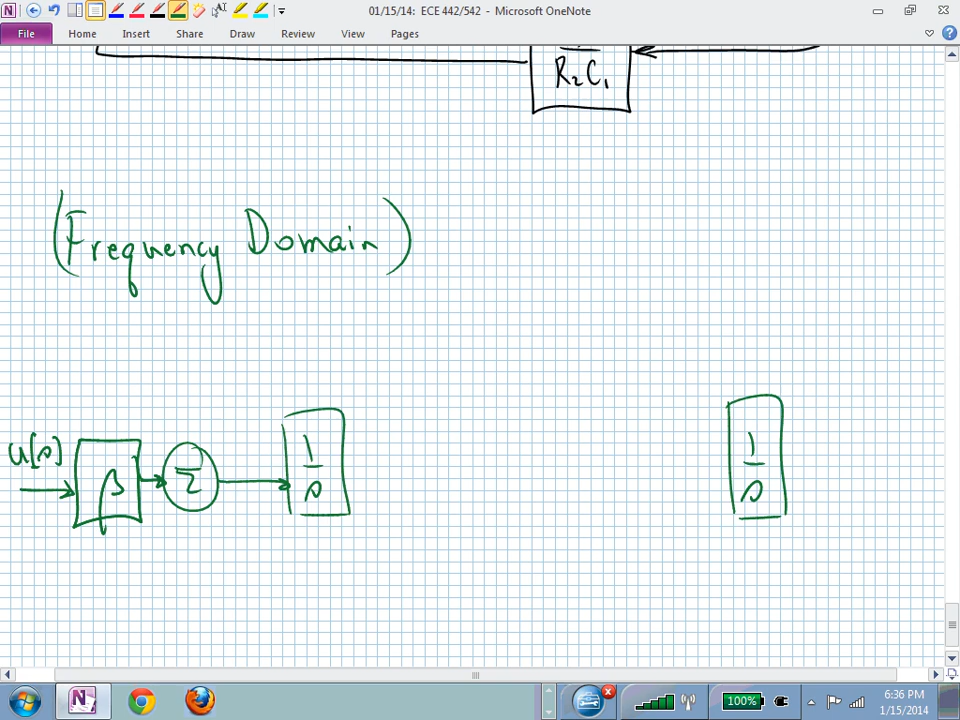 01/15/14: ECE 442/542 - Microsoft OneNote
File Home Insert Share Draw Review View Pages
R₂C₁
(Frequency Domain)
u[s] β Σ 1/s 1/s
100%
6:36 PM
1/15/2014